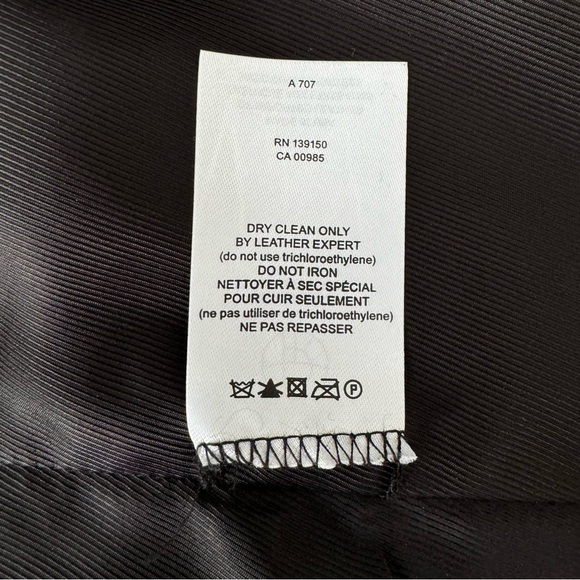 A 707
RN 139150
CA 00985
DRY CLEAN ONLY
BY LEATHER EXPERT
(do not use trichloroethylene)
DO NOT IRON
NETTOYER À SEC SPÉCIAL
POUR CUIR SEULEMENT
(ne pas utiliser de trichloroethylene)
NE PAS REPASSER
P